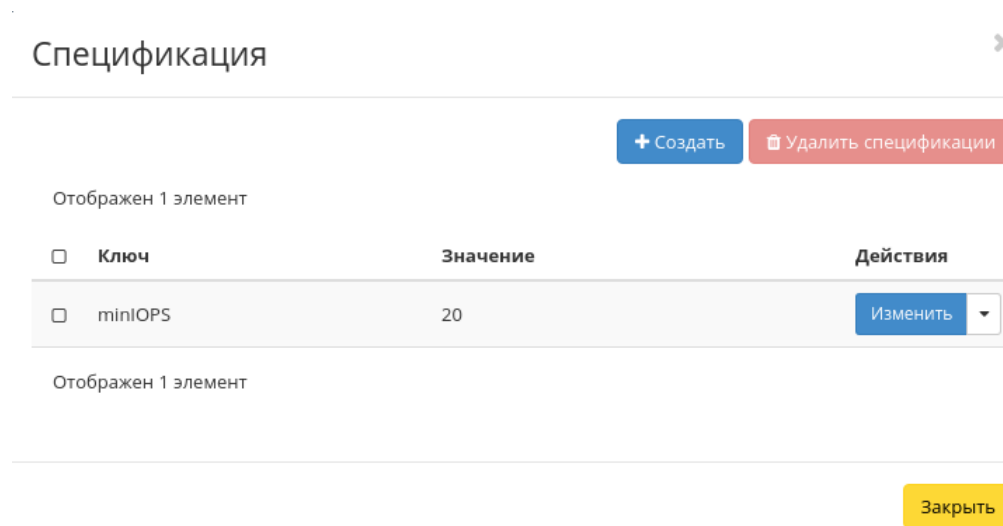 Спецификация
Создать Удалить спецификации
Отображен 1 элемент
Ключ Значение Действия
minIOPS 20 Изменить
Отображен 1 элемент
Закрыть